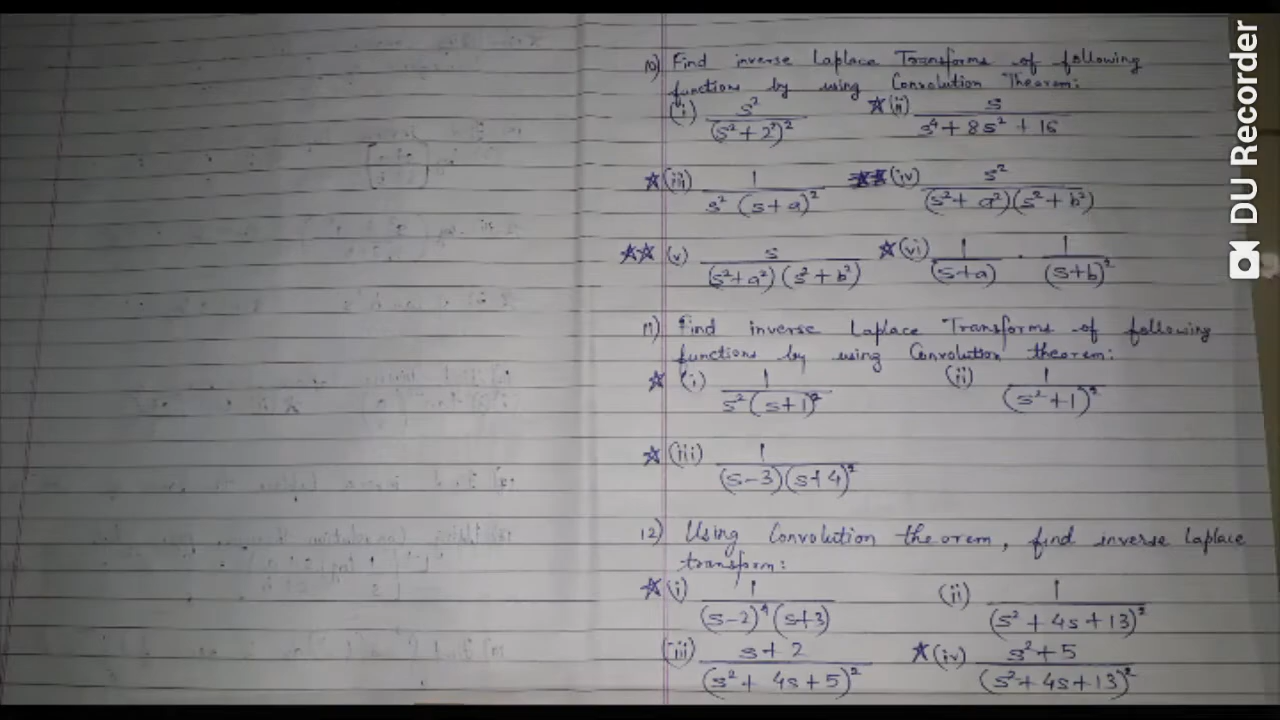 10) Find inverse Laplace Transforms of following
functions by using Convolution Theorem:
(i) s²/(s²+2²)² ☆(ii) s/(s⁴+8s²+16)
☆(iii) 1/(s²(s+a)²) (iv) s²/((s²+a²)(s²+b²))
☆☆(v) s/((s²+a²)(s²+b²)) ☆(vi) 1/(s+a) . 1/(s+b)²
11) Find inverse Laplace Transforms of following
functions by using Convolution theorem:
☆(i) 1/(s²(s+1)²) (ii) 1/(s²+1)²
☆(iii) 1/((s-3)(s+4)²)
12) Using Convolution theorem, find inverse Laplace
transform:
☆(i) 1/((s-2)⁴(s+3)) (ii) 1/(s²+4s+13)²
(iii) (s+2)/(s²+4s+5)² ☆(iv) (s²+5)/(s²+4s+13)²
DU Recorder